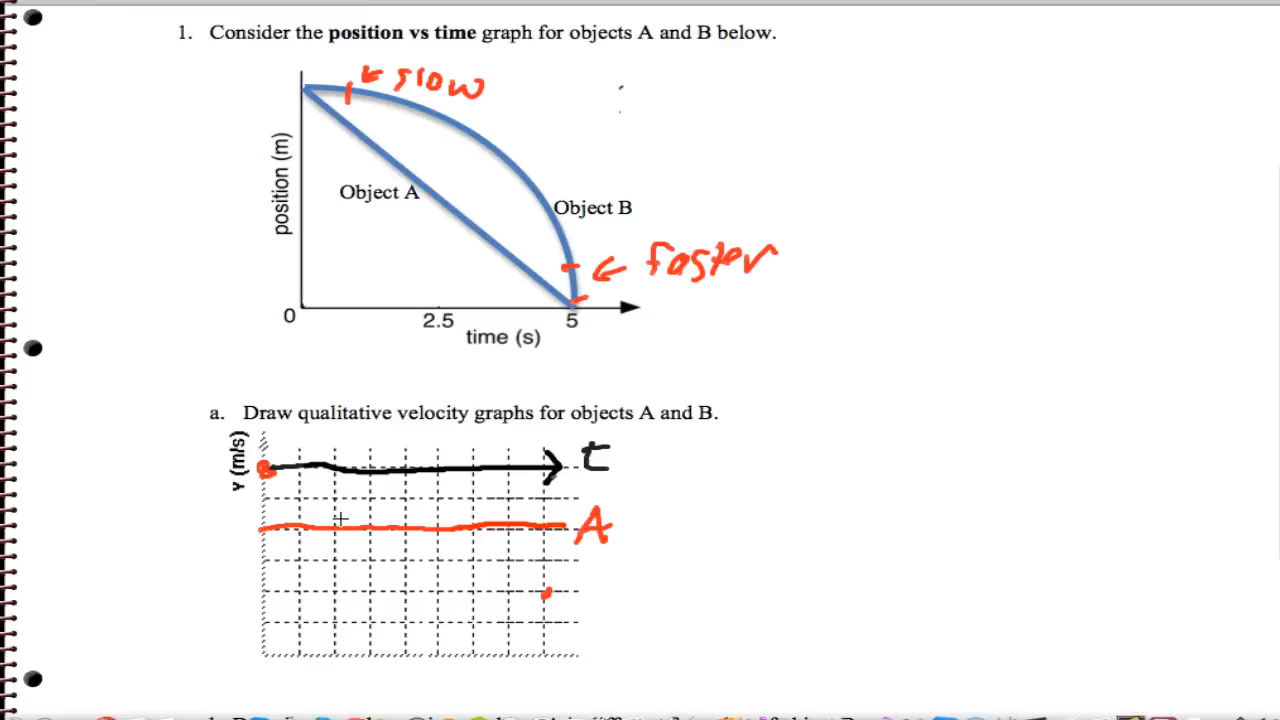 1. Consider the position vs time graph for objects A and B below.
← slow
position (m)
Object A
Object B
← faster
0
2.5
5
time (s)
a. Draw qualitative velocity graphs for objects A and B.
V (m/s)
t
A